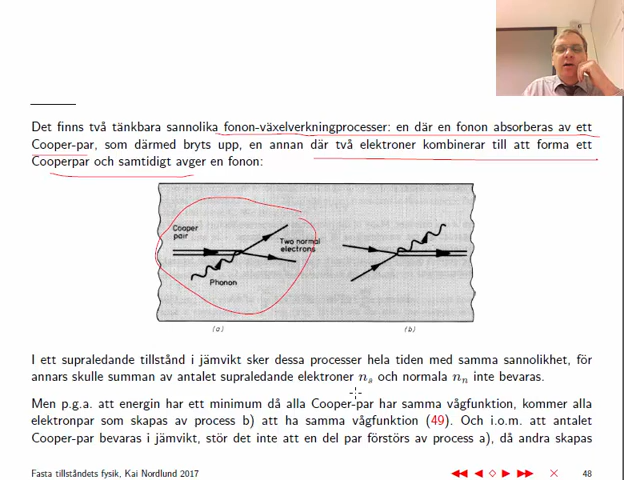 Det finns två tänkbara sannolika fonon-växelverkningprocesser: en där en fonon absorberas av ett
Cooper-par, som därmed bryts upp, en annan där två elektroner kombinerar till att forma ett
Cooperpar och samtidigt avger en fonon:
Cooper
pair
Two normal
electrons
Phonon
(a)
(b)
I ett supraledande tillstånd i jämvikt sker dessa processer hela tiden med samma sannolikhet, för
annars skulle summan av antalet supraledande elektroner nₛ och normala nₙ inte bevaras.
Men p.g.a. att energin har ett minimum då alla Cooper-par har samma vågfunktion, kommer alla
elektronpar som skapas av process b) att ha samma vågfunktion (49). Och i.o.m. att antalet
Cooper-par bevaras i jämvikt, stör det inte att en del par förstörs av process a), då andra skapas
Fasta tillståndets fysik, Kai Nordlund 2017
48